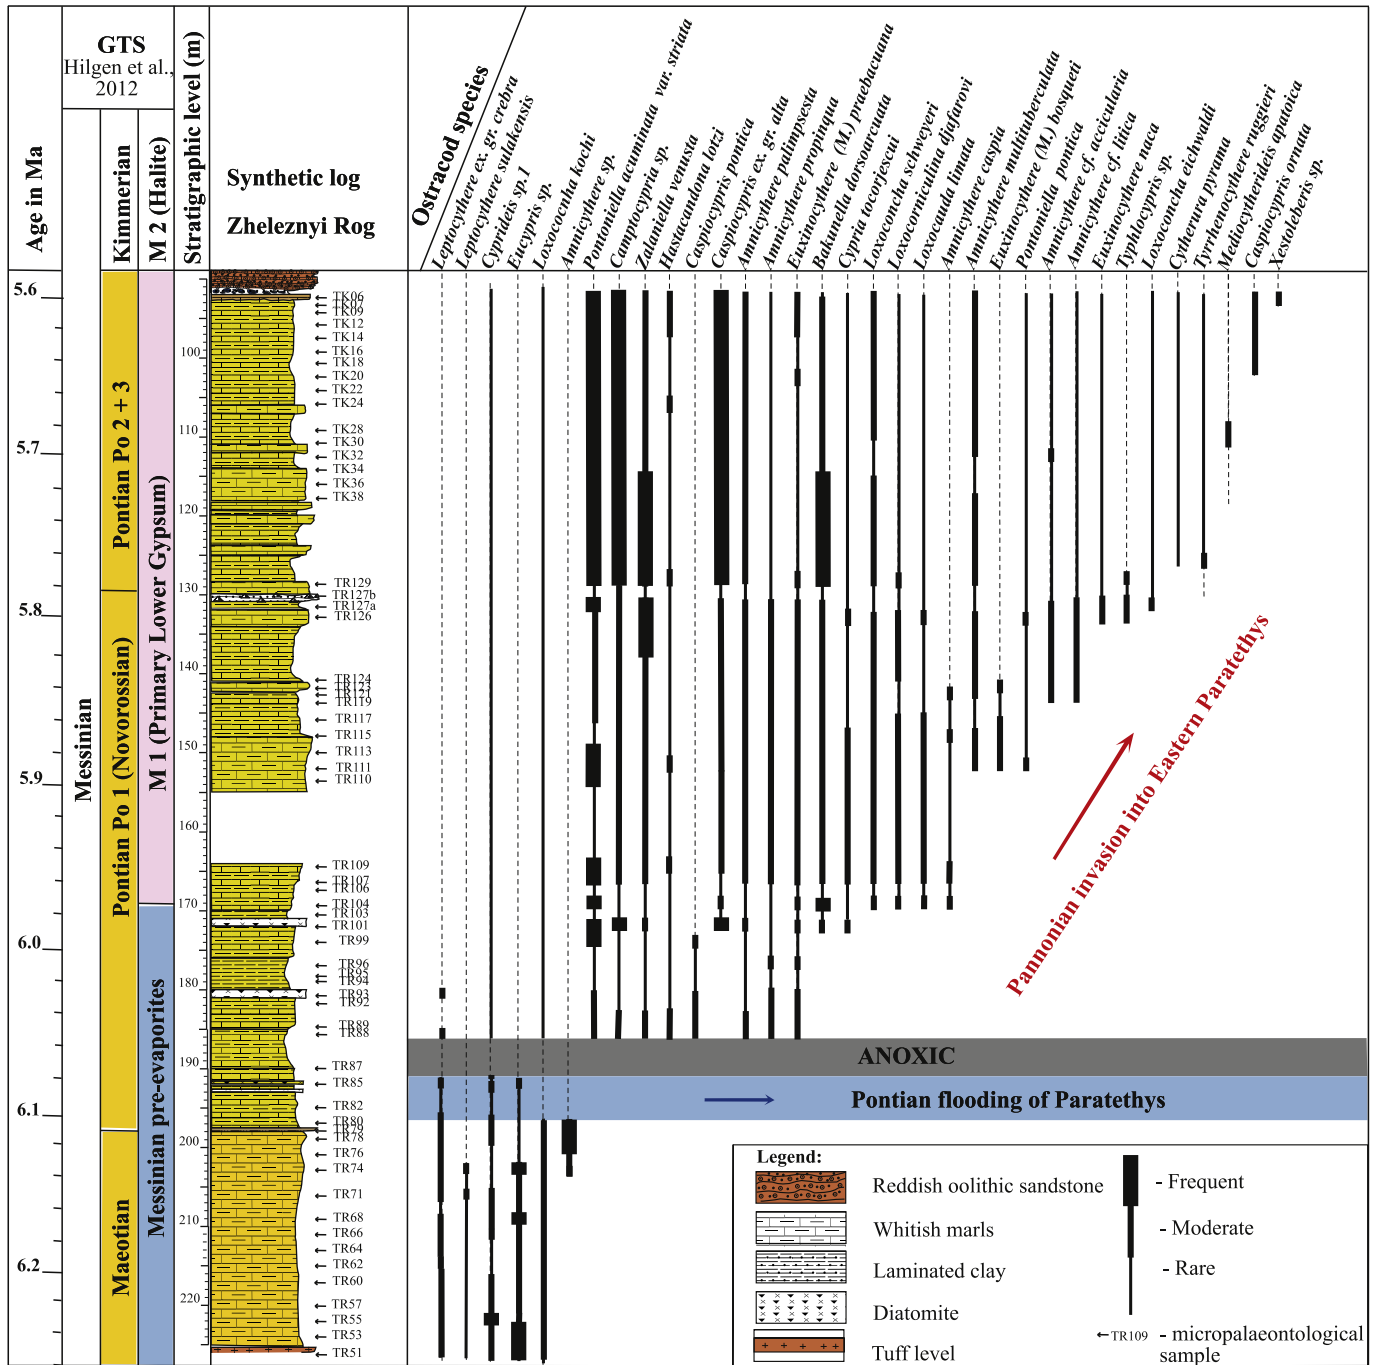 GTS
Hilgen et al.,
2012
Age in Ma
Messinian
Kimmerian
Pontian Po 2 + 3
Pontian Po 1 (Novorossian)
Maeotian
M 2 (Halite)
M 1 (Primary Lower Gypsum)
Messinian pre-evaporites
Stratigraphic level (m)
Synthetic log
Zheleznyi Rog
Ostracod species
Leptocythere ex. gr. crebra
Leptocythere sulakensis
Cyprideis sp.1
Eucypris sp.
Loxococnha kochi
Amnicythere sp.
Pontoniella acuminata var. striata
Camptocypria sp.
Zalaniella venusta
Hastacandona lotzi
Caspiocypris pontica
Caspiocypris ex. gr. alta
Amnicythere palimpsesta
Amnicythere propinqua
Euxinocythere (M.) praebacuana
Bakunella dorsoarcuata
Cypria tocorjescui
Loxoconcha schweyeri
Loxocorniculina djafarovi
Loxocauda limata
Amnicythere caspia
Amnicythere multituberculata
Euxinocythere (M.) bosqueti
Pontoniella pontica
Amnicythere cf. accicularia
Amnicythere cf. litica
Euxinocythere naca
Typhlocypris sp.
Loxoconcha eichwaldi
Cytherura pyrama
Tyrrhenocythere ruggieri
Mediocytherideis apatoica
Caspiocypris ornata
Xestoleberis sp.
5.6
5.7
5.8
5.9
6.0
6.1
6.2
100
110
120
130
140
150
160
170
180
190
200
210
220
TK06
TK07
TK09
TK12
TK14
TK16
TK18
TK20
TK22
TK24
TK28
TK30
TK32
TK34
TK36
TK38
TR129
TR127b
TR127a
TR126
TR124
TR123
TR121
TR119
TR117
TR115
TR113
TR111
TR110
TR109
TR107
TR106
TR104
TR103
TR101
TR99
TR96
TR95
TR94
TR93
TR92
TR89
TR88
TR87
TR85
TR82
TR80
TR79
TR78
TR76
TR74
TR71
TR68
TR66
TR64
TR62
TR60
TR57
TR55
TR53
TR51
Pannonian invasion into Eastern Paratethys
ANOXIC
Pontian flooding of Paratethys
Legend:
Reddish oolithic sandstone
Whitish marls
Laminated clay
Diatomite
Tuff level
- Frequent
- Moderate
- Rare
←TR109 - micropalaeontological
sample